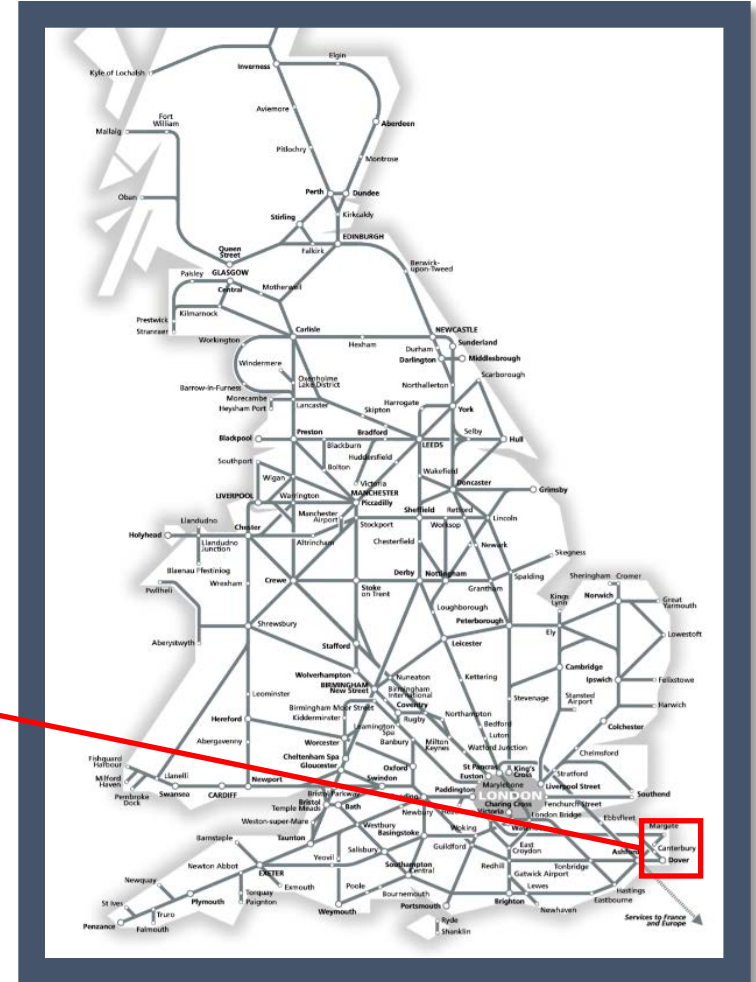 Elgin
Inverness
Kyle of Lochalsh
Aviemore
Fort
William
Aberdeen
Mallaig
Pitlochry
Montrose
Perth
Dundee
Oban
Stirling
Kirkcaldy
EDINBURGH
Queen
Street
Falkirk
Berwick-
upon-Tweed
Paisley
GLASGOW
Central
Motherwell
Prestwick
Kilmarnock
Stranraer
Carlisle
NEWCASTLE
Workington
Hexham
Durham
Sunderland
Darlington
Middlesbrough
Windermere
Oxenholme
Lake District
Northallerton
Scarborough
Barrow-in-Furness
Morecambe
Heysham Port
Lancaster
Harrogate
Skipton
York
Blackpool
Preston
Bradford
LEEDS
Selby
Hull
Blackburn
Huddersfield
Southport
Bolton
Wakefield
Wigan
Victoria
MANCHESTER
Piccadilly
Doncaster
Grimsby
LIVERPOOL
Warrington
Manchester
Airport
Sheffield
Retford
Llandudno
Chester
Stockport
Worksop
Lincoln
Holyhead
Llandudno
Junction
Altrincham
Chesterfield
Newark
Skegness
Blaenau Ffestiniog
Wrexham
Crewe
Stoke
on Trent
Derby
Nottingham
Grantham
Spalding
Sheringham
Cromer
Pwllheli
Kings
Lynn
Norwich
Great
Yarmouth
Loughborough
Shrewsbury
Peterborough
Ely
Lowestoft
Aberystwyth
Stafford
Leicester
Wolverhampton
Cambridge
BIRMINGHAM
New Street
Nuneaton
Birmingham
International
Kettering
Ipswich
Felixstowe
Leominster
Birmingham Moor Street
Coventry
Stevenage
Stansted
Airport
Harwich
Hereford
Kidderminster
Rugby
Northampton
Leamington
Spa
Bedford
Colchester
Abergavenny
Worcester
Banbury
Milton
Keynes
Luton
Cheltenham Spa
Watford Junction
Chelmsford
Fishguard
Harbour
Gloucester
Oxford
St Pancras
King's
Cross
Euston
Stratford
Milford
Haven
Llanelli
Newport
Swindon
Marylebone
Liverpool Street
Pembroke
Dock
Swansea
CARDIFF
Bristol Parkway
Paddington
LONDON
Southend
Bristol
Temple Meads
Bath
Charing Cross
Fenchurch Street
Newbury
Victoria
London Bridge
Ebbsfleet
Weston-super-Mare
Westbury
Basingstoke
Woking
Margate
Barnstaple
Taunton
Salisbury
Guildford
East
Croydon
Ashford
Canterbury
Yeovil
Redhill
Tonbridge
Dover
Newton Abbot
Southampton
Central
Gatwick Airport
Newquay
EXETER
Exmouth
Poole
Lewes
Hastings
Torquay
Bournemouth
Eastbourne
St Ives
Plymouth
Paignton
Weymouth
Portsmouth
Brighton
Newhaven
Truro
Ryde
Services to France
and Europe
Penzance
Falmouth
Shanklin